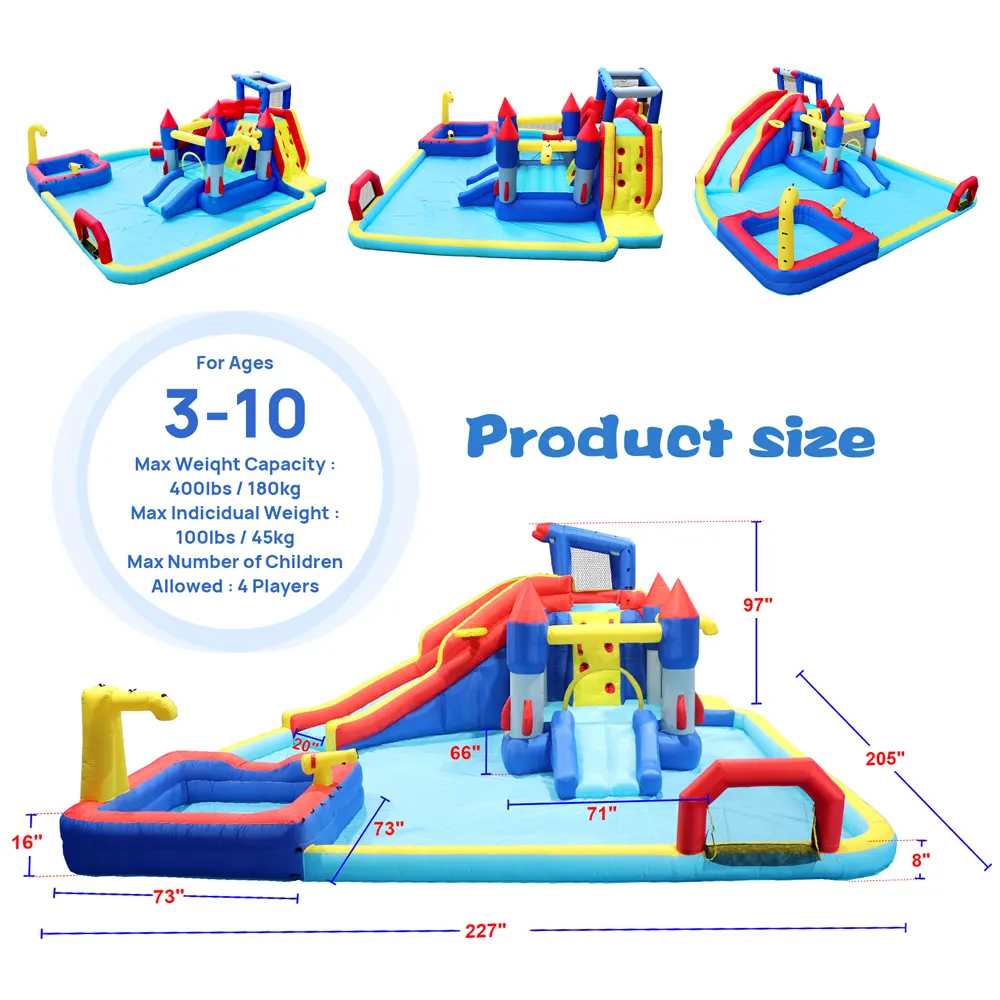 For Ages
3-10
Max Weiqht Capacity :
400lbs / 180kg
Max Indicidual Weight :
100lbs / 45kg
Max Number of Children
Allowed : 4 Players
Product size
97"
205"
20"
66"
71"
73"
16"
8"
73"
227"